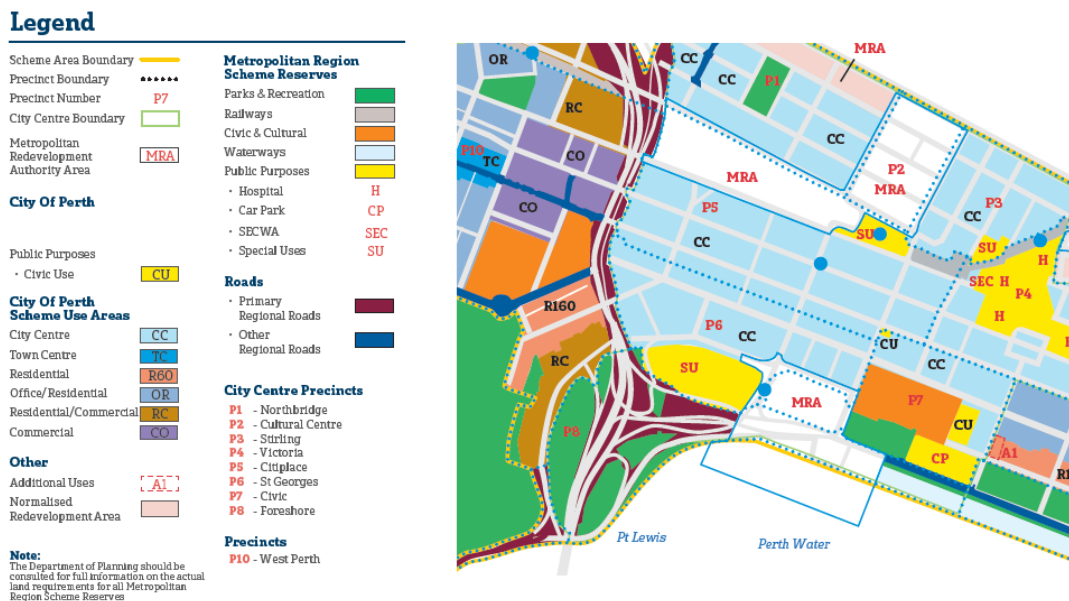 Legend
Scheme Area Boundary
Precinct Boundary
Precinct Number P7
City Centre Boundary
Metropolitan
Redevelopment
Authority Area
MRA
City Of Perth
Public Purposes
· Civic Use CU
City Of Perth
Scheme Use Areas
City Centre CC
Town Centre TC
Residential R60
Office/Residential OR
Residential/Commercial RC
Commercial CO
Other
Additional Uses A1
Normalised
Redevelopment Area
Note:
The Department of Planning should be
consulted for full information on the actual
land requirements for all Metropolitan
Region Scheme Reserves
Metropolitan Region
Scheme Reserves
Parks & Recreation
Railways
Civic & Cultural
Waterways
Public Purposes
· Hospital H
· Car Park CP
· SECWA SEC
· Special Uses SU
Roads
· Primary
Regional Roads
· Other
Regional Roads
City Centre Precincts
P1 - Northbridge
P2 - Cultural Centre
P3 - Stirling
P4 - Victoria
P5 - Citiplace
P6 - St Georges
P7 - Civic
P8 - Foreshore
Precincts
P10 - West Perth
MRA
OR
CC
CC
P1
RC
CC
P10
TC
CO
P2
MRA
MRA
CO
P5
P3
CC
SU
CC
SU
H
SEC H
P4
H
R160
P6
CC
CU
CC
RC
SU
MRA
P7
P8
CU
CP
A1
R1
Pt Lewis
Perth Water